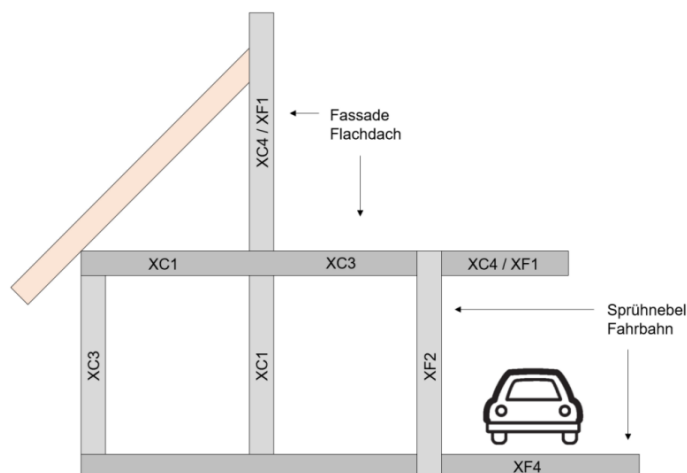 XC4 / XF1
Fassade
Flachdach
XC1
XC3
XC4 / XF1
XC3
XC1
XF2
Sprühnebel
Fahrbahn
XF4